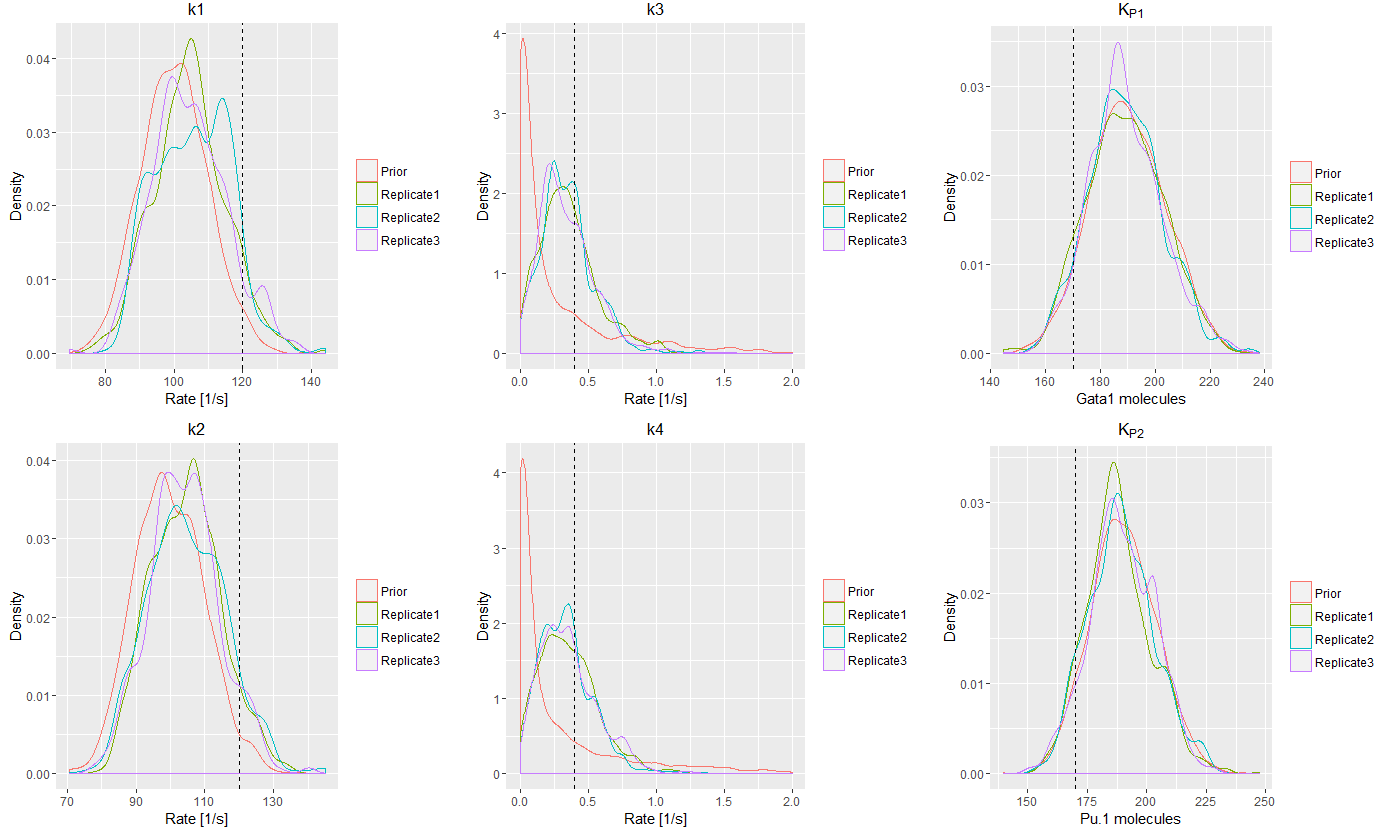 k1
Density
0.04
0.03
0.02
0.01
0.00
80 100 120 140
Rate [1/s]
Prior
Replicate1
Replicate2
Replicate3
k3
Density
4
3
2
1
0
0.0 0.5 1.0 1.5 2.0
Rate [1/s]
Prior
Replicate1
Replicate2
Replicate3
KP1
Density
0.03
0.02
0.01
0.00
140 160 180 200 220 240
Gata1 molecules
Prior
Replicate1
Replicate2
Replicate3
k2
Density
0.04
0.03
0.02
0.01
0.00
70 90 110 130
Rate [1/s]
Prior
Replicate1
Replicate2
Replicate3
k4
Density
4
3
2
1
0
0.0 0.5 1.0 1.5 2.0
Rate [1/s]
Prior
Replicate1
Replicate2
Replicate3
KP2
Density
0.03
0.02
0.01
0.00
150 175 200 225 250
Pu.1 molecules
Prior
Replicate1
Replicate2
Replicate3